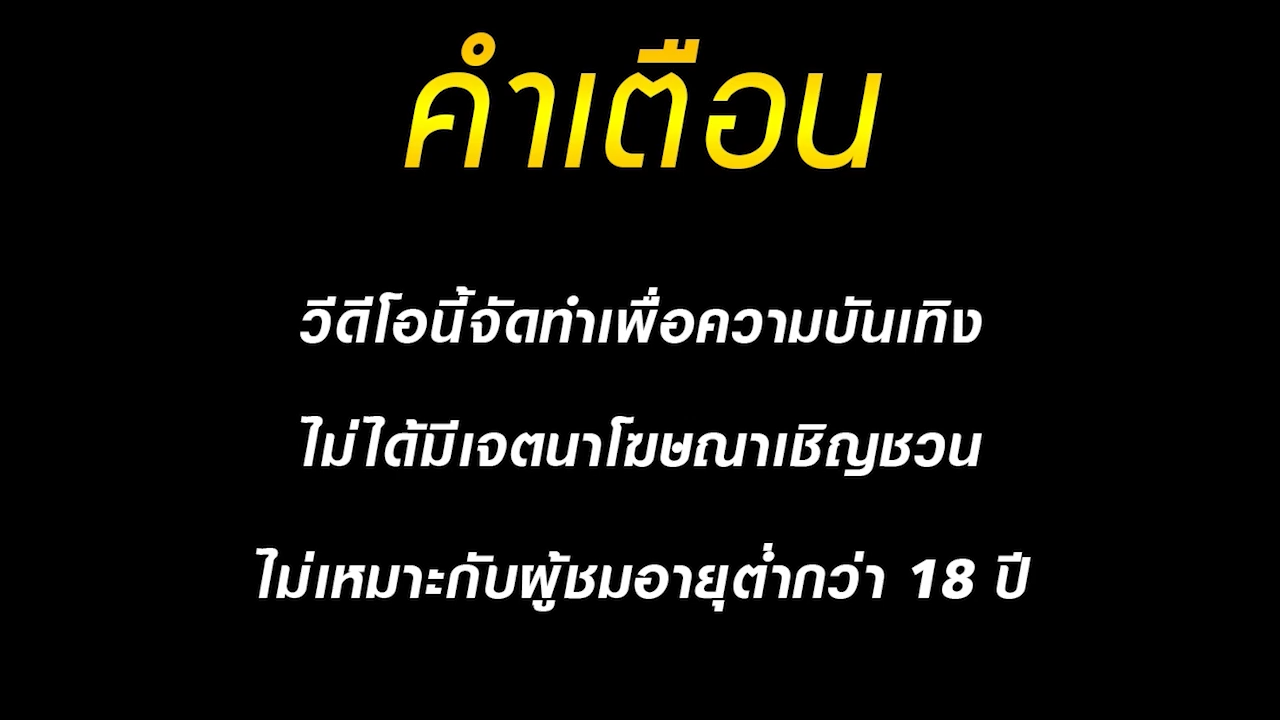 คำเตือน
วีดีโอนี้จัดทำเพื่อความบันเทิง
ไม่ได้มีเจตนาโฆษณาเชิญชวน
ไม่เหมาะกับผู้ชมอายุต่ำกว่า 18 ปี